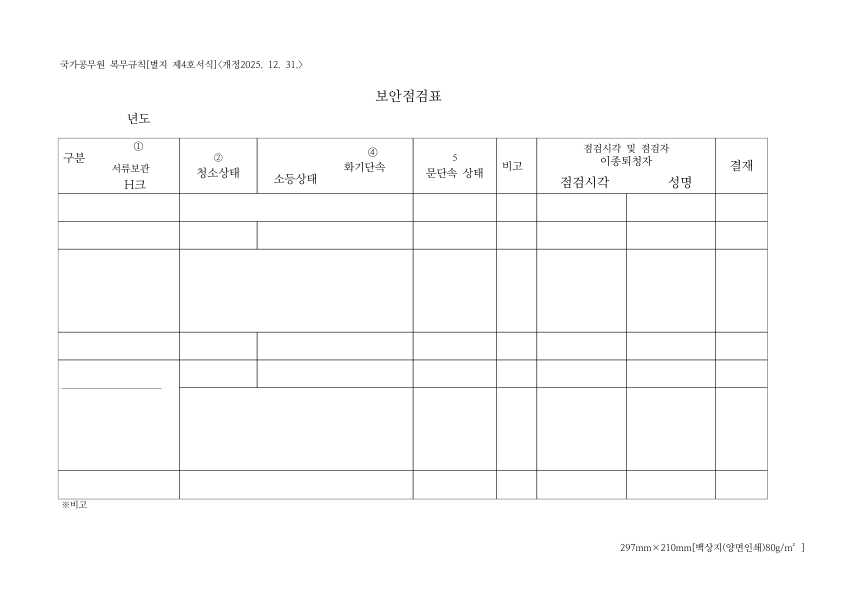 국가공무원 복무규칙[별지 제4호서식]<개정2025. 12. 31.>
보안점검표
년도
구분
①
서류보관
H크
②
청소상태
소등상태
④
화기단속
5
문단속 상태
비고
점검시각 및 점검자
이종퇴청자
점검시각 성명
결재
※비고
297mm×210mm[백상지(양면인쇄)80g/m² ]